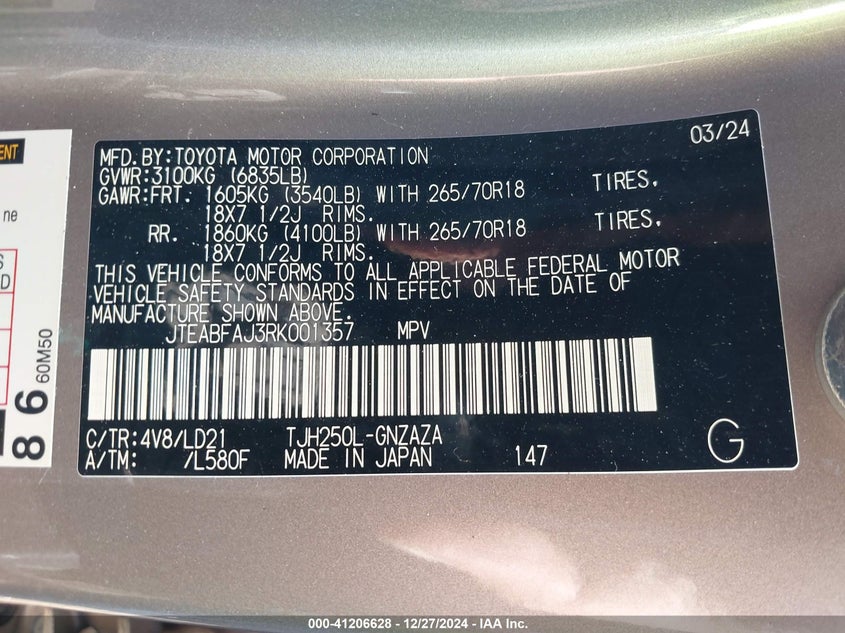 03/24
MFD.BY:TOYOTA MOTOR CORPORATION
GVWR:3100KG (6835LB)
GAWR:FRT. 1605KG (3540LB) WITH 265/70R18 TIRES,
18X7 1/2J RIMS.
RR. 1860KG (4100LB) WITH 265/70R18 TIRES,
18X7 1/2J RIMS.
THIS VEHICLE CONFORMS TO ALL APPLICABLE FEDERAL MOTOR
VEHICLE SAFETY STANDARDS IN EFFECT ON THE DATE OF
MANUFACTURE SHOWN ABOVE.
JTEABFAJ3RK001357 MPV
C/TR:4V8/LD21 TJH250L-GNZAZA
A/TM: /L580F MADE IN JAPAN 147 G
ne
86
60M50
000-41206628 - 12/27/2024 - IAA Inc.